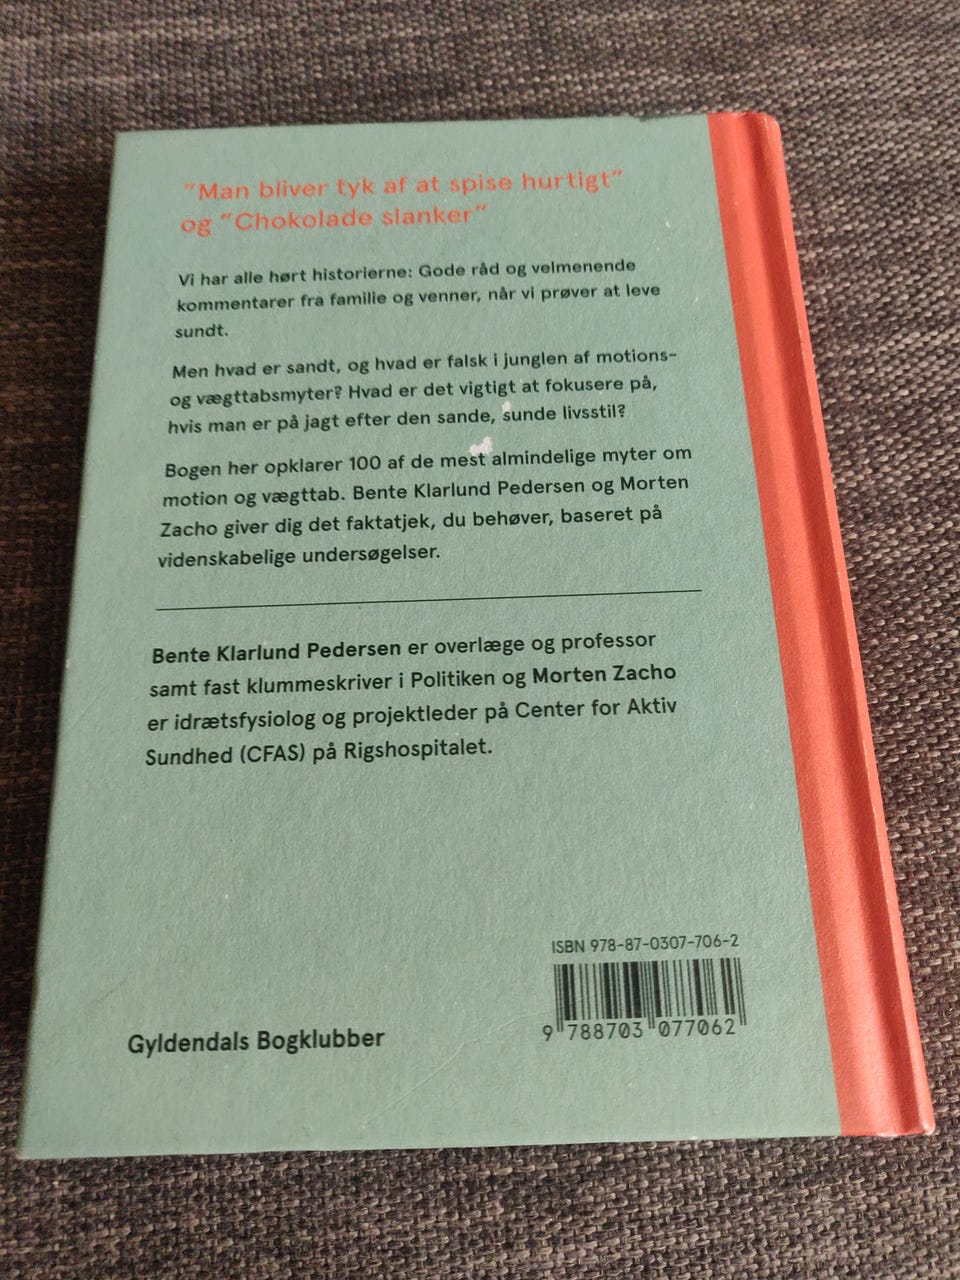 "Man bliver tyk af at spise hurtigt"
og "Chokolade slanker"
Vi har alle hørt historierne: Gode råd og velmenende
kommentarer fra familie og venner, når vi prøver at leve
sundt.
Men hvad er sandt, og hvad er falsk i junglen af motions-
og vægttabsmyter? Hvad er det vigtigt at fokusere på,
hvis man er på jagt efter den sande, sunde livsstil?
Bogen her opklarer 100 af de mest almindelige myter om
motion og vægttab. Bente Klarlund Pedersen og Morten
Zacho giver dig det faktatjek, du behøver, baseret på
videnskabelige undersøgelser.
Bente Klarlund Pedersen er overlæge og professor
samt fast klummeskriver i Politiken og Morten Zacho
er idrætsfysiolog og projektleder på Center for Aktiv
Sundhed (CFAS) på Rigshospitalet.
ISBN 978-87-0307-706-2
9 788703 077062
Gyldendals Bogklubber